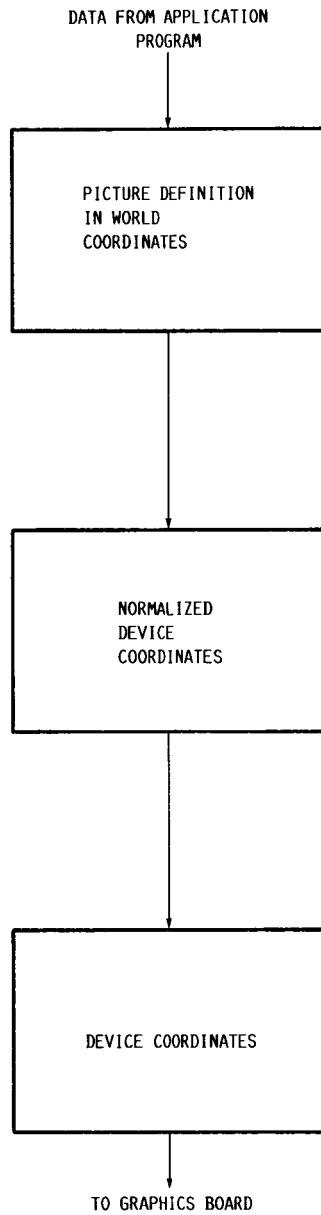 DATA FROM APPLICATION
PROGRAM
PICTURE DEFINITION
IN WORLD
COORDINATES
NORMALIZED
DEVICE
COORDINATES
DEVICE COORDINATES
TO GRAPHICS BOARD